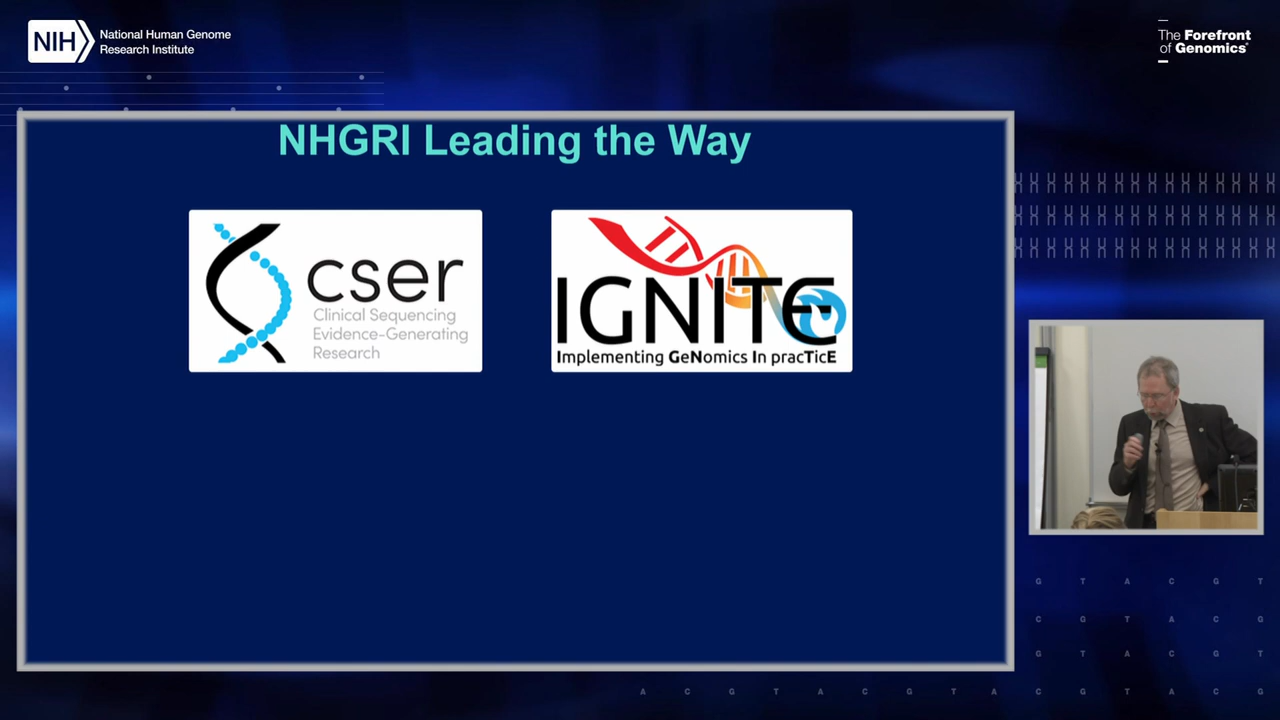 NIH
National Human Genome
Research Institute
The Forefront
of Genomics®
NHGRI Leading the Way
cser
Clinical Sequencing
Evidence-Generating
Research
IGNITE
Implementing GeNomics In pracTicE
G T A C G T
C G T A C G
G T A C G T
A C G T A C G T A C G T A C G